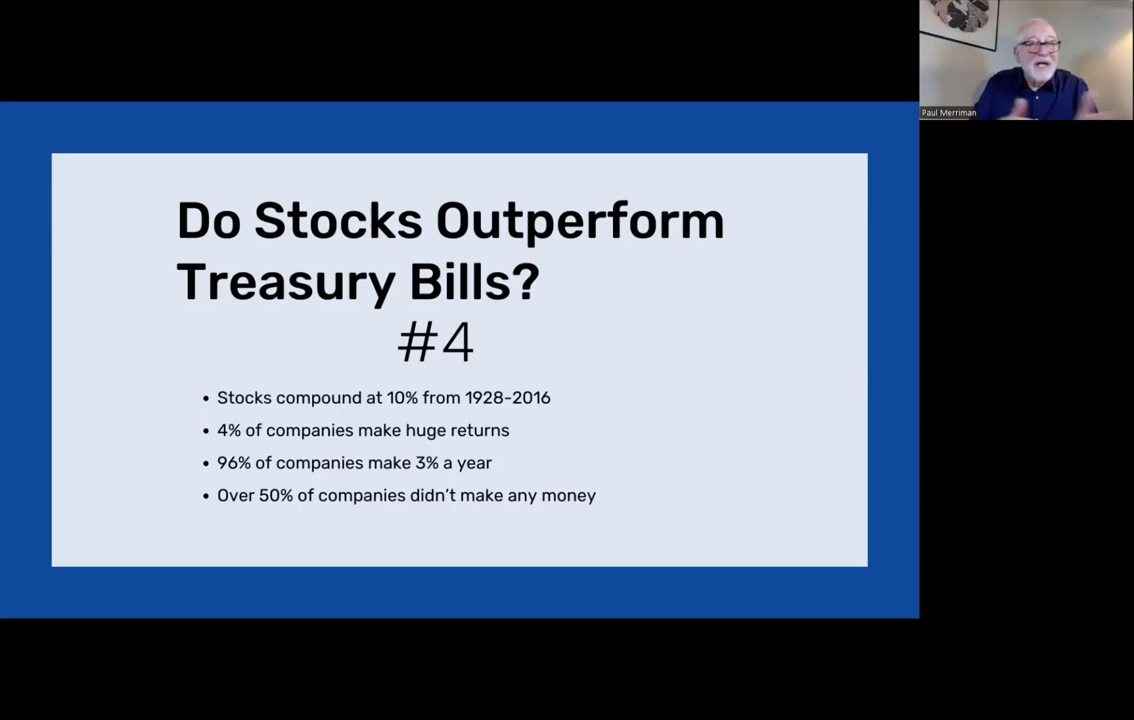 Paul Merriman
Do Stocks Outperform
Treasury Bills?
#4
• Stocks compound at 10% from 1928-2016
• 4% of companies make huge returns
• 96% of companies make 3% a year
• Over 50% of companies didn't make any money